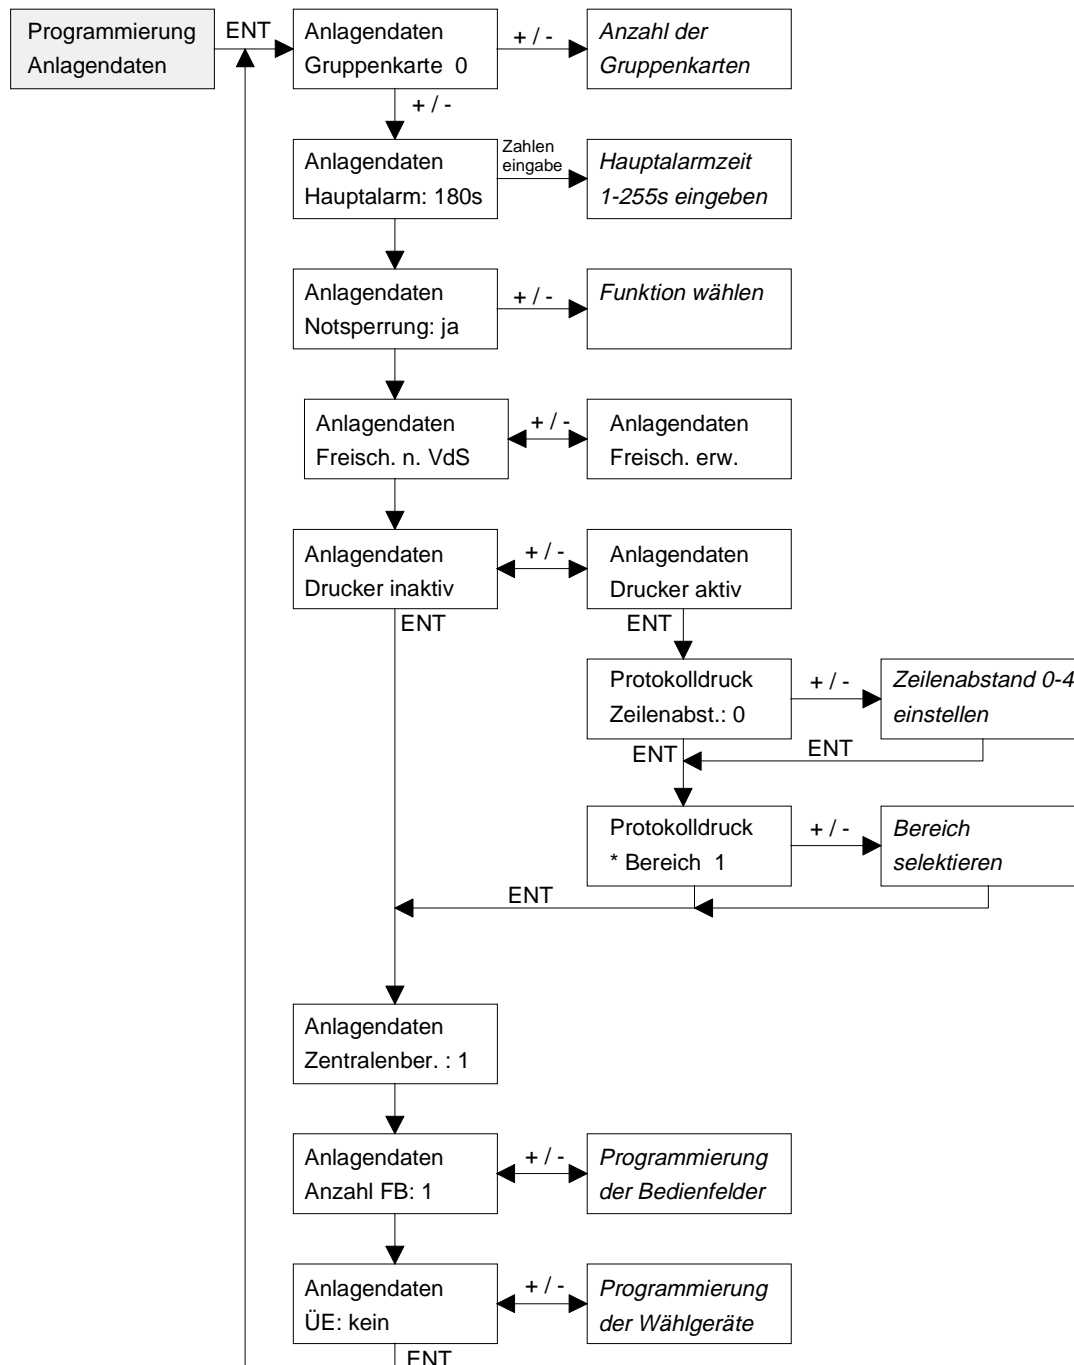 Programmierung
Anlagendaten
ENT
Anlagendaten
Gruppenkarte 0
+ / -
Anzahl der
Gruppenkarten
+ / -
Anlagendaten
Hauptalarm: 180s
Zahlen
eingabe
Hauptalarmzeit
1-255s eingeben
Anlagendaten
Notsperrung: ja
+ / -
Funktion wählen
Anlagendaten
Freisch. n. VdS
+ / -
Anlagendaten
Freisch. erw.
Anlagendaten
Drucker inaktiv
+ / -
Anlagendaten
Drucker aktiv
ENT
ENT
Protokolldruck
Zeilenabst.: 0
+ / -
Zeilenabstand 0-4
einstellen
ENT
ENT
Protokolldruck
* Bereich 1
+ / -
Bereich
selektieren
ENT
Anlagendaten
Zentralenber. : 1
Anlagendaten
Anzahl FB: 1
+ / -
Programmierung
der Bedienfelder
Anlagendaten
ÜE: kein
+ / -
Programmierung
der Wählgeräte
ENT